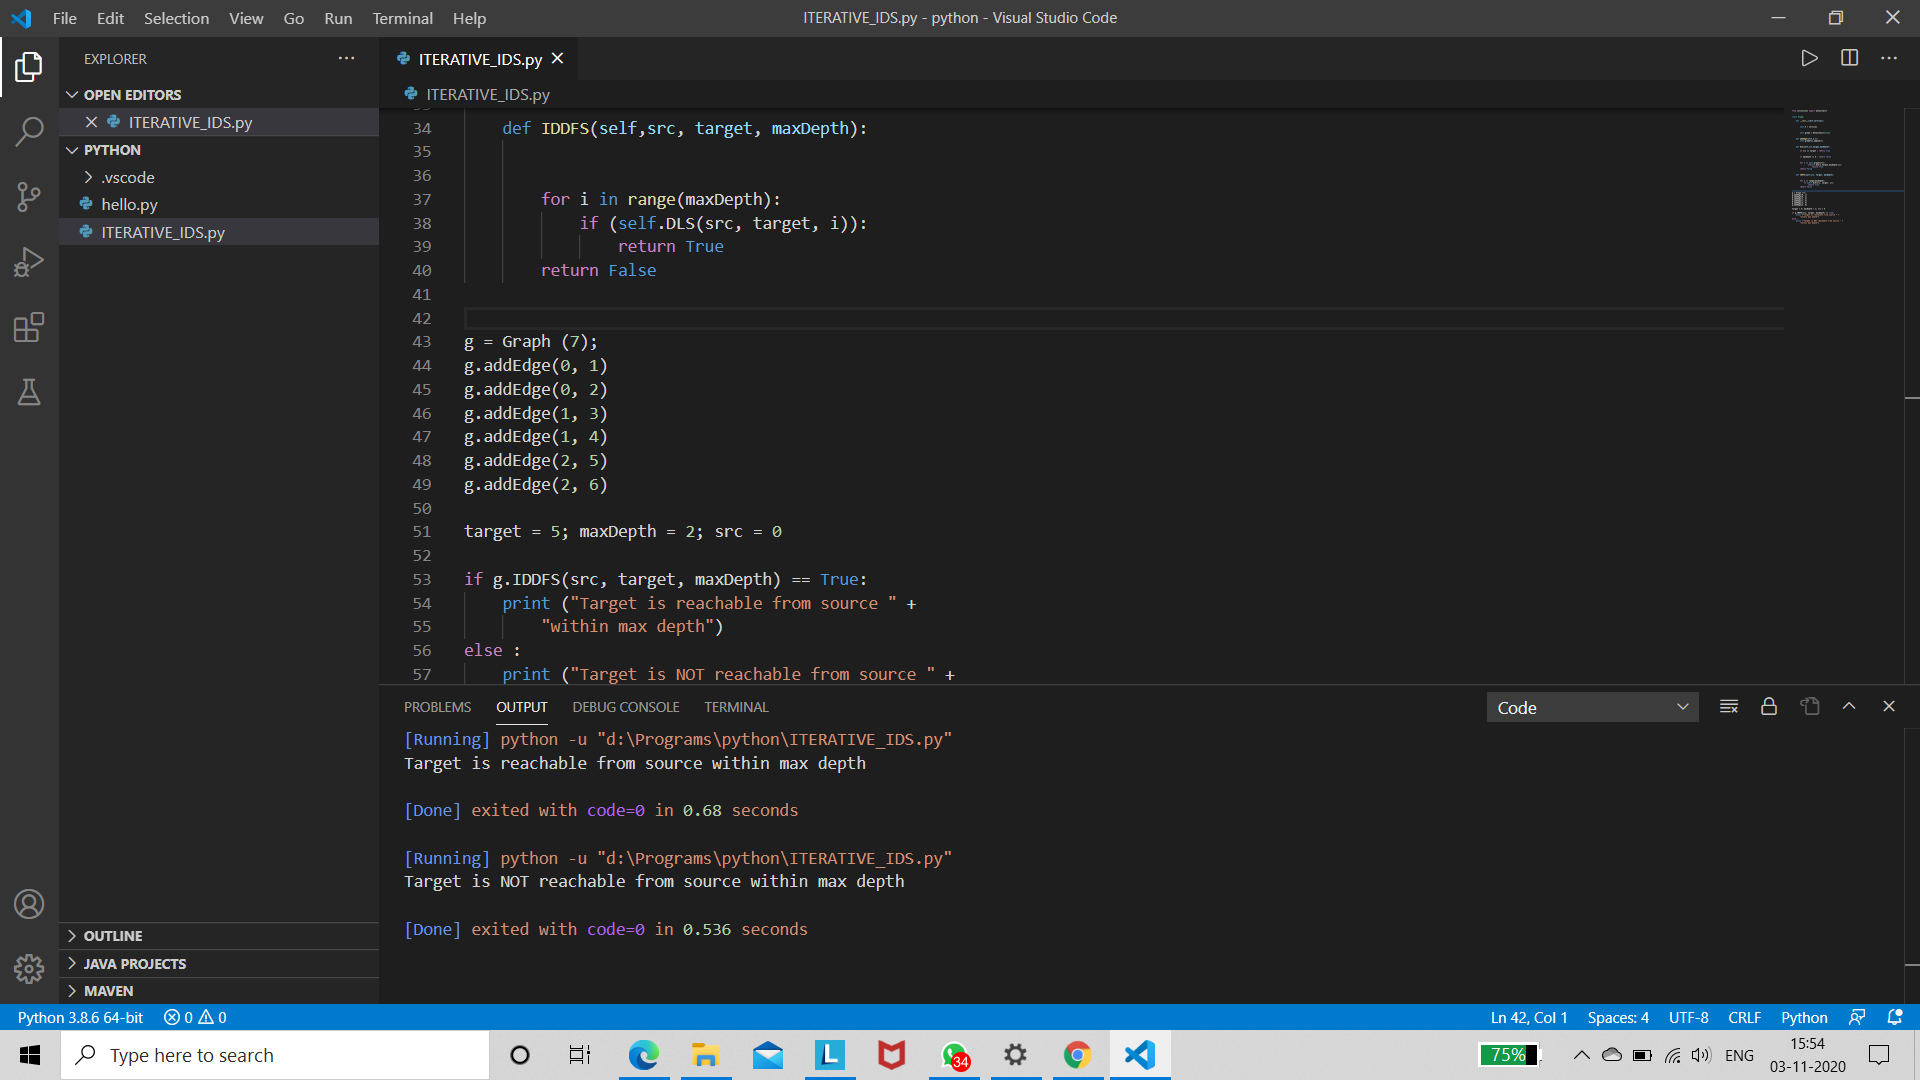 File Edit Selection View Go Run Terminal Help
ITERATIVE_IDS.py - python - Visual Studio Code
EXPLORER
OPEN EDITORS
ITERATIVE_IDS.py
PYTHON
.vscode
hello.py
ITERATIVE_IDS.py
OUTLINE
JAVA PROJECTS
MAVEN
ITERATIVE_IDS.py
ITERATIVE_IDS.py
34 def IDDFS(self,src, target, maxDepth):
35
36
37 for i in range(maxDepth):
38 if (self.DLS(src, target, i)):
39 return True
40 return False
41
42
43 g = Graph (7);
44 g.addEdge(0, 1)
45 g.addEdge(0, 2)
46 g.addEdge(1, 3)
47 g.addEdge(1, 4)
48 g.addEdge(2, 5)
49 g.addEdge(2, 6)
50
51 target = 5; maxDepth = 2; src = 0
52
53 if g.IDDFS(src, target, maxDepth) == True:
54 print ("Target is reachable from source " +
55 "within max depth")
56 else :
57 print ("Target is NOT reachable from source " +
PROBLEMS OUTPUT DEBUG CONSOLE TERMINAL
Code
[Running] python -u "d:\Programs\python\ITERATIVE_IDS.py"
Target is reachable from source within max depth
[Done] exited with code=0 in 0.68 seconds
[Running] python -u "d:\Programs\python\ITERATIVE_IDS.py"
Target is NOT reachable from source within max depth
[Done] exited with code=0 in 0.536 seconds
Python 3.8.6 64-bit 0 0
Ln 42, Col 1 Spaces: 4 UTF-8 CRLF Python
Type here to search
L
34
75%
ENG
15:54
03-11-2020